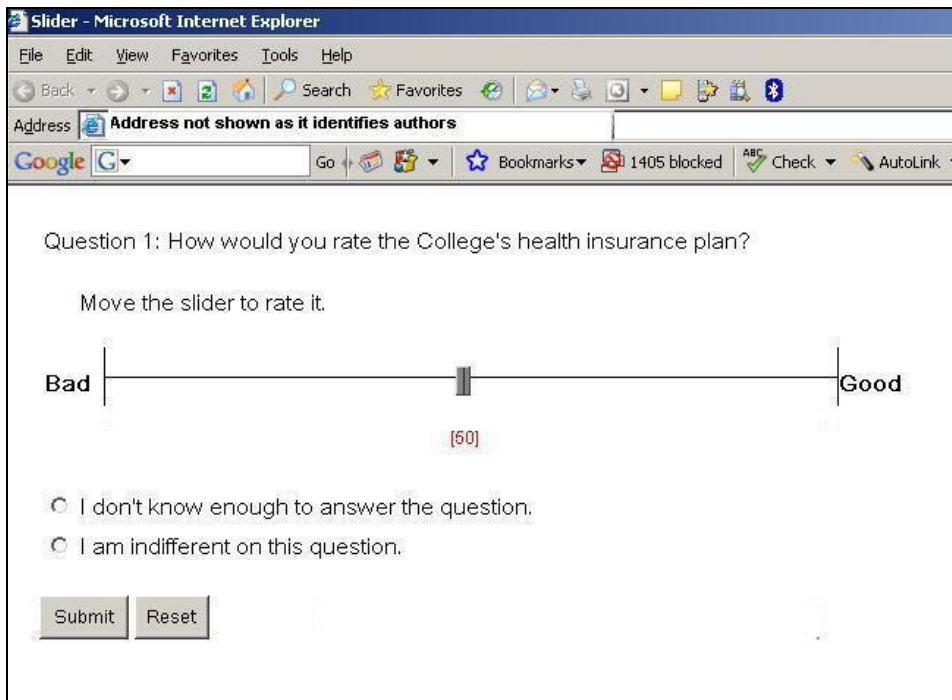 Slider - Microsoft Internet Explorer
File Edit View Favorites Tools Help
Back Search Favorites
Address Address not shown as it identifies authors
Google G Go Bookmarks 1405 blocked ABC Check AutoLink
Question 1: How would you rate the College's health insurance plan?
Move the slider to rate it.
Bad Good
[50]
I don't know enough to answer the question.
I am indifferent on this question.
Submit Reset